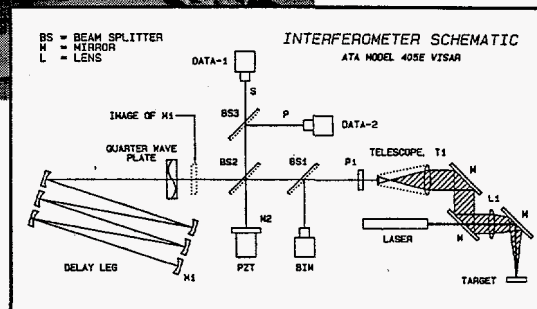 BS = BEAM SPLITTER
M = MIRROR
L = LENS
INTERFEROMETER SCHEMATIC
ATA MODEL 405E VISAR
DATA-1
S
BS3
P
DATA-2
IMAGE OF M1
QUARTER WAVE
PLATE
BS2
BS1
P1
TELESCOPE, T1
M
L1
M
M
M2
LASER
DELAY LEG
M1
PZT
BIM
TARGET